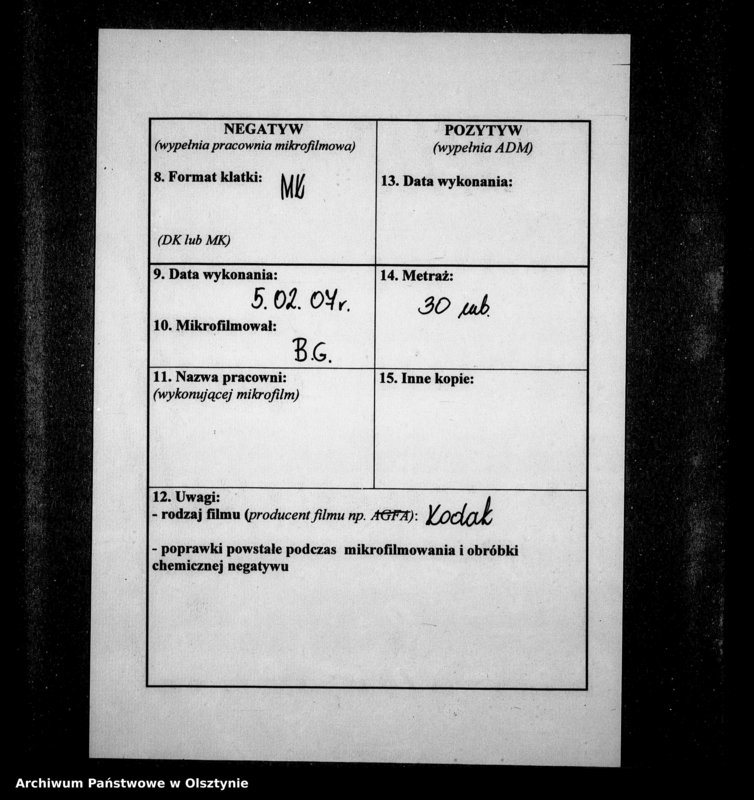 NEGATYW
(wypełnia pracownia mikrofilmowa)
8. Format klatki: MK
(DK lub MK)
POZYTYW
(wypełnia ADM)
13. Data wykonania:
9. Data wykonania:
5.02.07r.
10. Mikrofilmował:
B.G.
14. Metraż:
30 mb.
11. Nazwa pracowni:
(wykonującej mikrofilm)
15. Inne kopie:
12. Uwagi:
- rodzaj filmu (producent filmu np. AGFA): Kodak
- poprawki powstałe podczas mikrofilmowania i obróbki
chemicznej negatywu
Archiwum Państwowe w Olsztynie